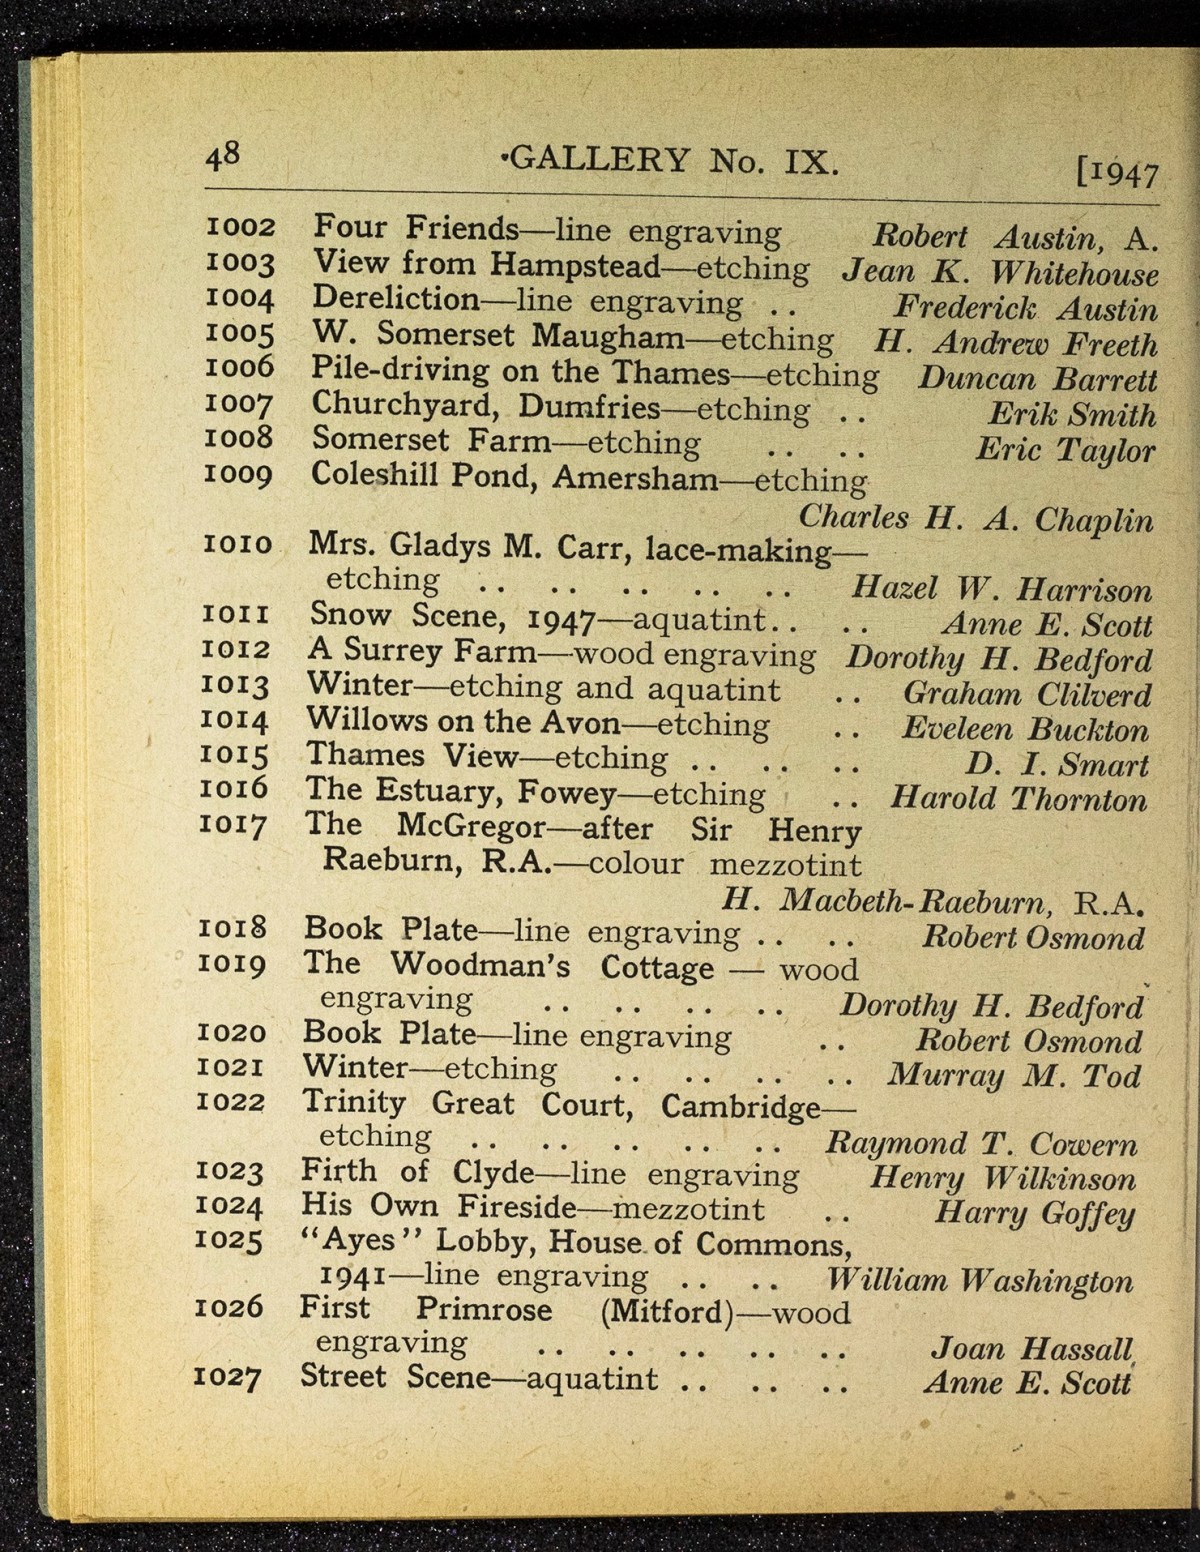 48 GALLERY No. IX. [1947
1002 Four Friends—line engraving Robert Austin, A.
1003 View from Hampstead—etching Jean K. Whitehouse
1004 Dereliction—line engraving .. Frederick Austin
1005 W. Somerset Maugham—etching H. Andrew Freeth
1006 Pile-driving on the Thames—etching Duncan Barrett
1007 Churchyard, Dumfries—etching .. Erik Smith
1008 Somerset Farm—etching .. .. Eric Taylor
1009 Coleshill Pond, Amersham—etching
Charles H. A. Chaplin
1010 Mrs. Gladys M. Carr, lace-making—
etching .. .. .. .. .. Hazel W. Harrison
1011 Snow Scene, 1947—aquatint.. .. Anne E. Scott
1012 A Surrey Farm—wood engraving Dorothy H. Bedford
1013 Winter—etching and aquatint .. Graham Clilverd
1014 Willows on the Avon—etching .. Eveleen Buckton
1015 Thames View—etching .. .. .. D. I. Smart
1016 The Estuary, Fowey—etching .. Harold Thornton
1017 The McGregor—after Sir Henry
Raeburn, R.A.—colour mezzotint
H. Macbeth-Raeburn, R.A.
1018 Book Plate—line engraving .. .. Robert Osmond
1019 The Woodman's Cottage — wood
engraving .. .. .. .. Dorothy H. Bedford
1020 Book Plate—line engraving .. Robert Osmond
1021 Winter—etching .. .. .. .. Murray M. Tod
1022 Trinity Great Court, Cambridge—
etching .. .. .. .. .. Raymond T. Cowern
1023 Firth of Clyde—line engraving Henry Wilkinson
1024 His Own Fireside—mezzotint .. Harry Goffey
1025 "Ayes" Lobby, House of Commons,
1941—line engraving .. .. William Washington
1026 First Primrose (Mitford)—wood
engraving .. .. .. .. .. Joan Hassall
1027 Street Scene—aquatint .. .. .. Anne E. Scott